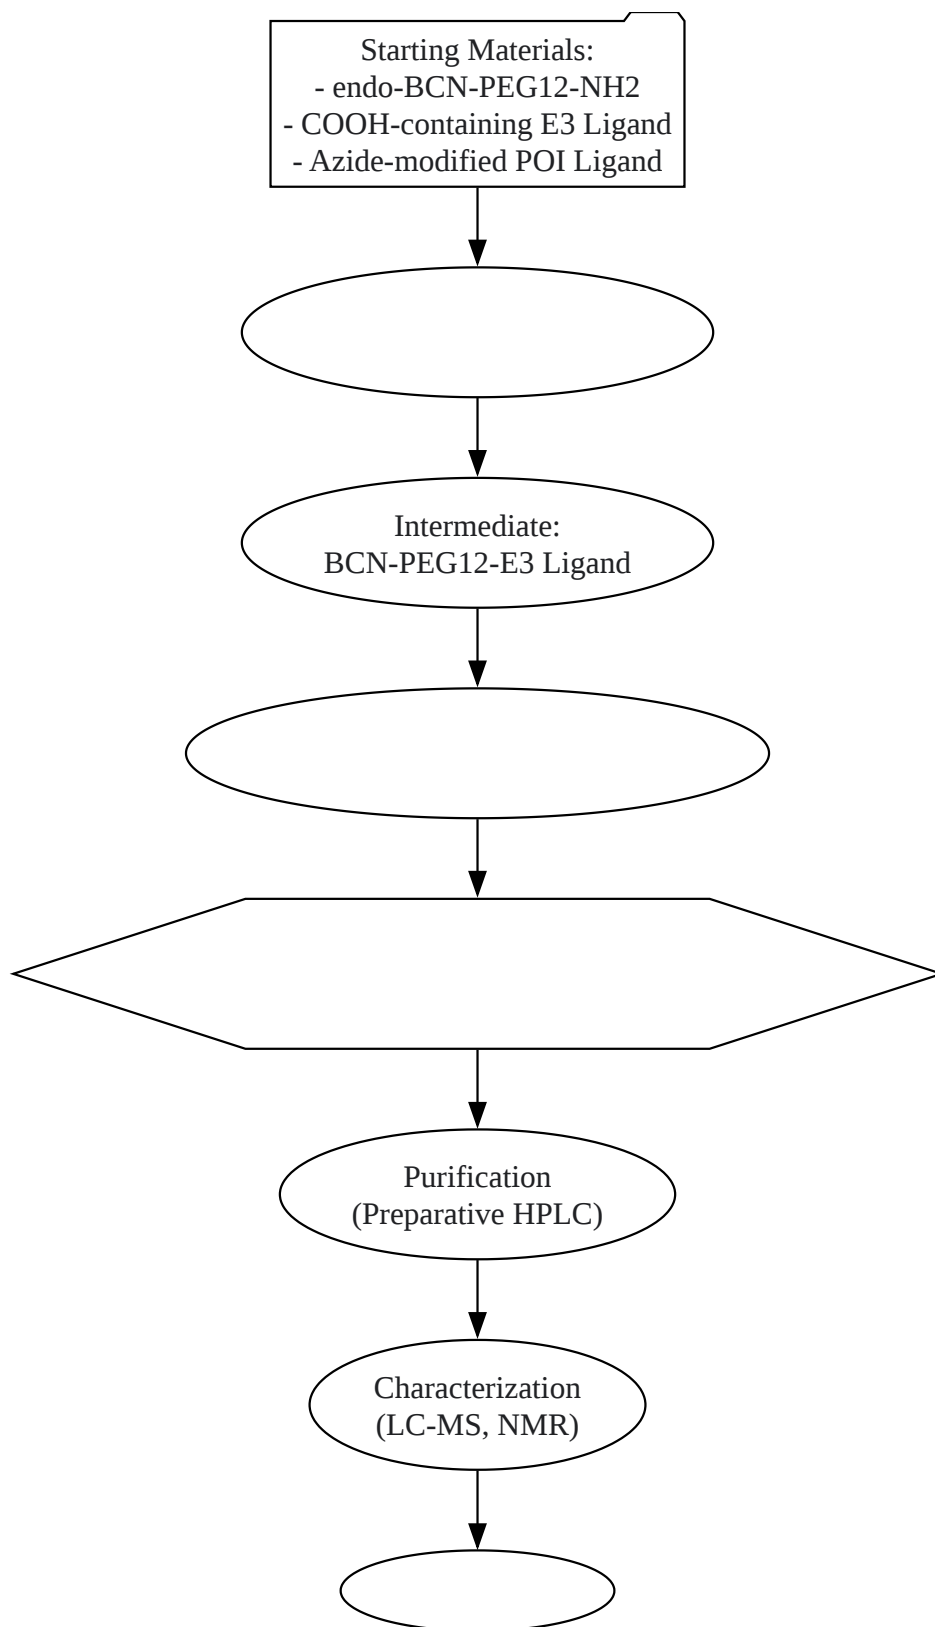 Starting Materials:
- endo-BCN-PEG12-NH2
- COOH-containing E3 Ligand
- Azide-modified POI Ligand
Intermediate:
BCN-PEG12-E3 Ligand
Purification
(Preparative HPLC)
Characterization
(LC-MS, NMR)